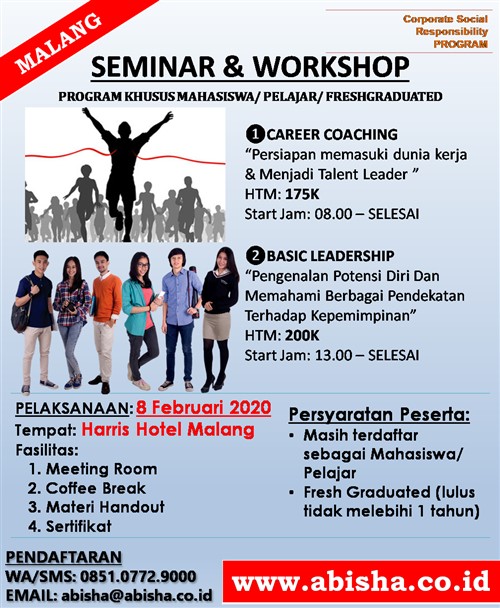 MALANG
Corporate Social
Responsibility
PROGRAM
SEMINAR & WORKSHOP
PROGRAM KHUSUS MAHASISWA/ PELAJAR/ FRESHGRADUATED
1 CAREER COACHING
“Persiapan memasuki dunia kerja
& Menjadi Talent Leader ”
HTM: 175K
Start Jam: 08.00 – SELESAI
2 BASIC LEADERSHIP
“Pengenalan Potensi Diri Dan
Memahami Berbagai Pendekatan
Terhadap Kepemimpinan”
HTM: 200K
Start Jam: 13.00 – SELESAI
PELAKSANAAN: 8 Februari 2020
Tempat: Harris Hotel Malang
Fasilitas:
1. Meeting Room
2. Coffee Break
3. Materi Handout
4. Sertifikat
Persyaratan Peserta:
• Masih terdaftar
sebagai Mahasiswa/
Pelajar
• Fresh Graduated (lulus
tidak melebihi 1 tahun)
PENDAFTARAN
WA/SMS: 0851.0772.9000
EMAIL: abisha@abisha.co.id
www.abisha.co.id